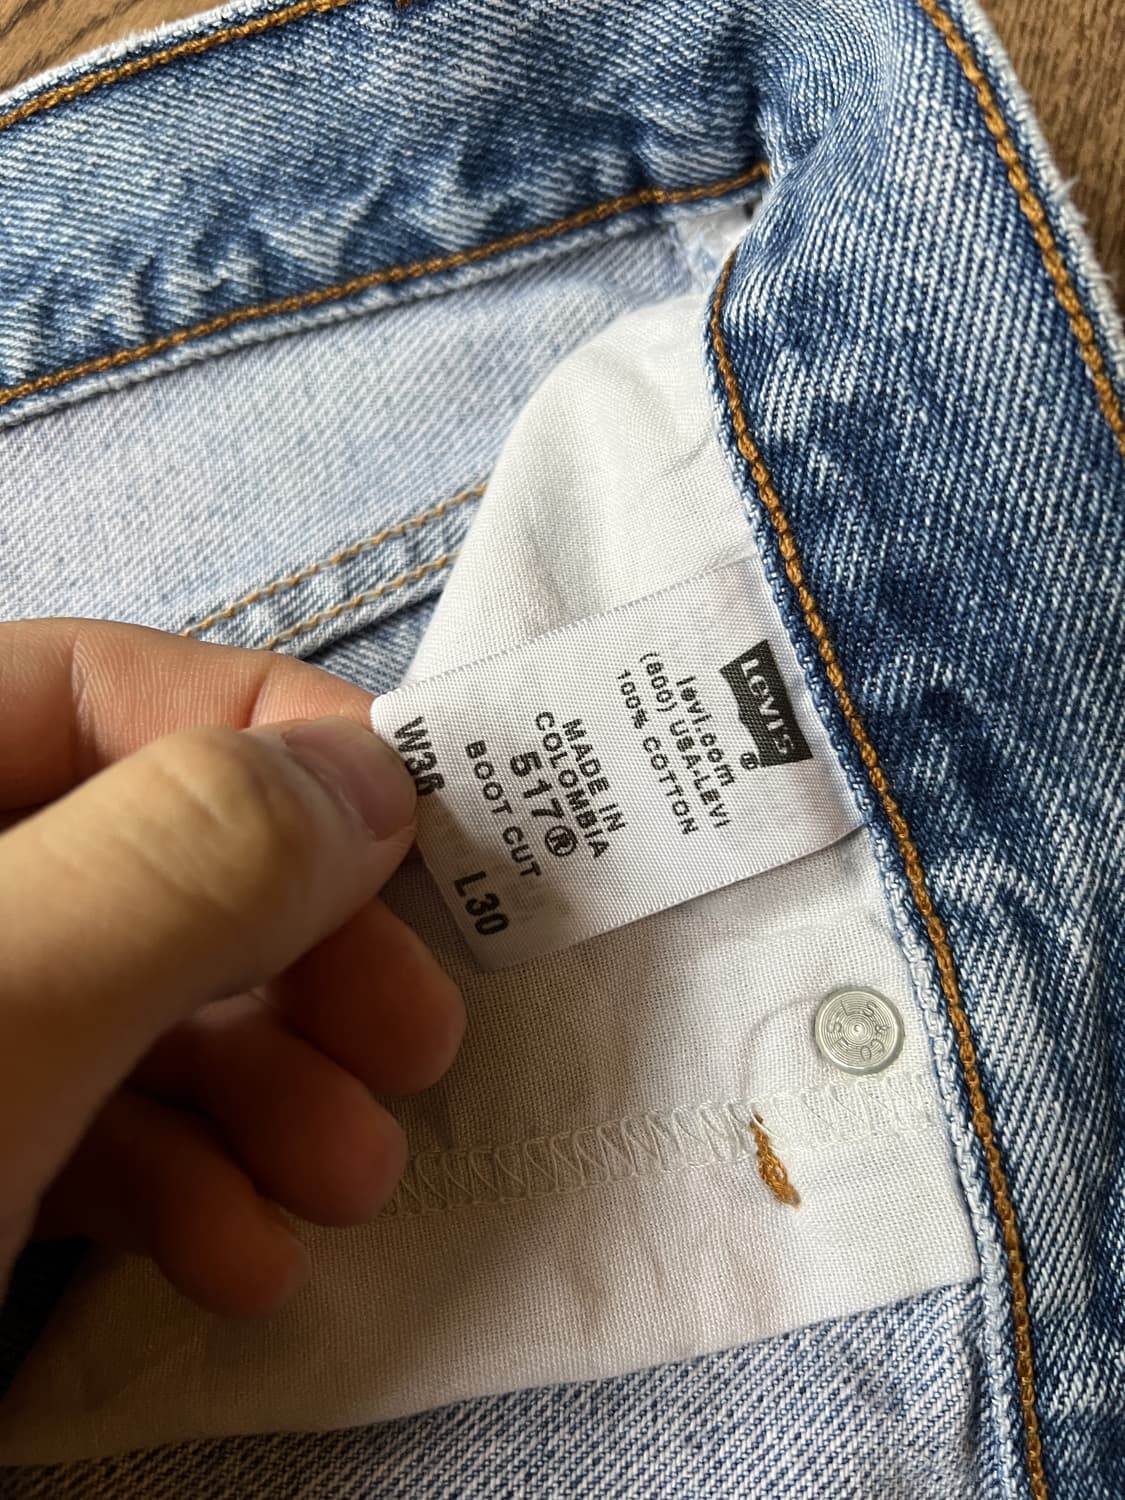 LEVI'S ®
levi.com
(800) USA-LEVI
100% COTTON
MADE IN
COLOMBIA
517®
BOOT CUT
W36 L30